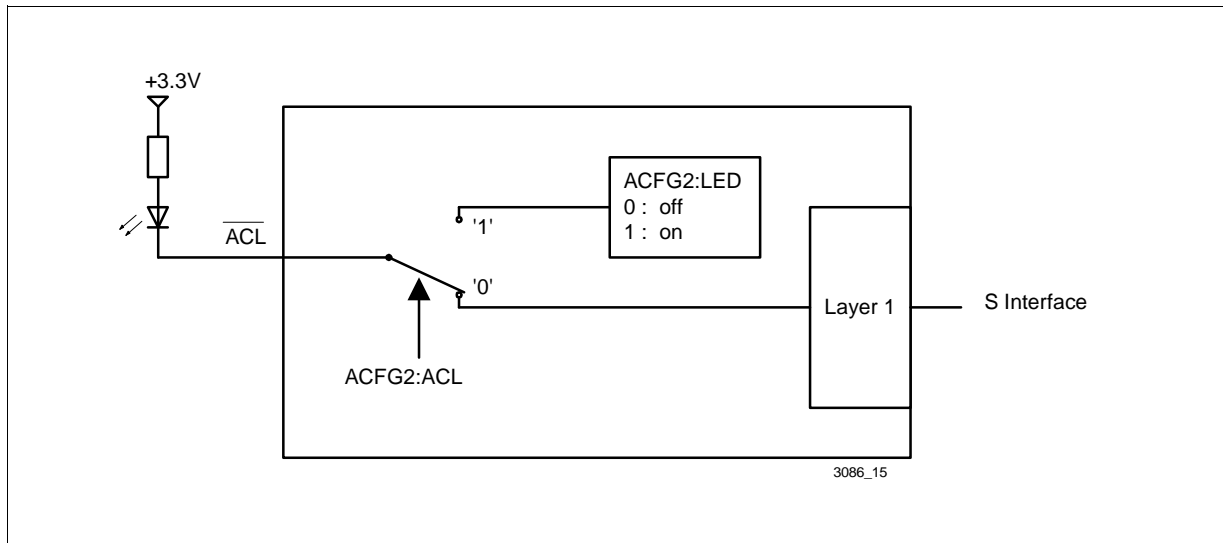 +3.3V
ACFG2:LED
0 : off
1 : on
'1'
ACL
'0'
Layer 1
S Interface
ACFG2:ACL
3086_15